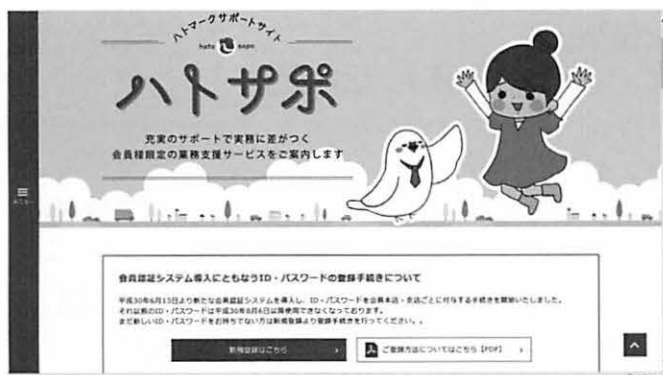 ハトマークサポートサイト
hato sapo
ハトサポ
充実のサポートで実務に差がつく
会員様限定の業務支援サービスをご案内します
メニュー
会員認証システム導入にともなうID・パスワードの登録手続きについて
平成30年6月13日より新たな会員認証システムを導入し、ID・パスワードを会員本店・支店ごとに付与する手続きを開始いたしました。
それ以前のID・パスワードは平成30年8月6日以降使用できなくなっております。
まだ新しいID・パスワードをお持ちでない方は新規登録より登録手続きを行ってください。。
新規登録はこちら
ご登録方法についてはこちら【PDF】